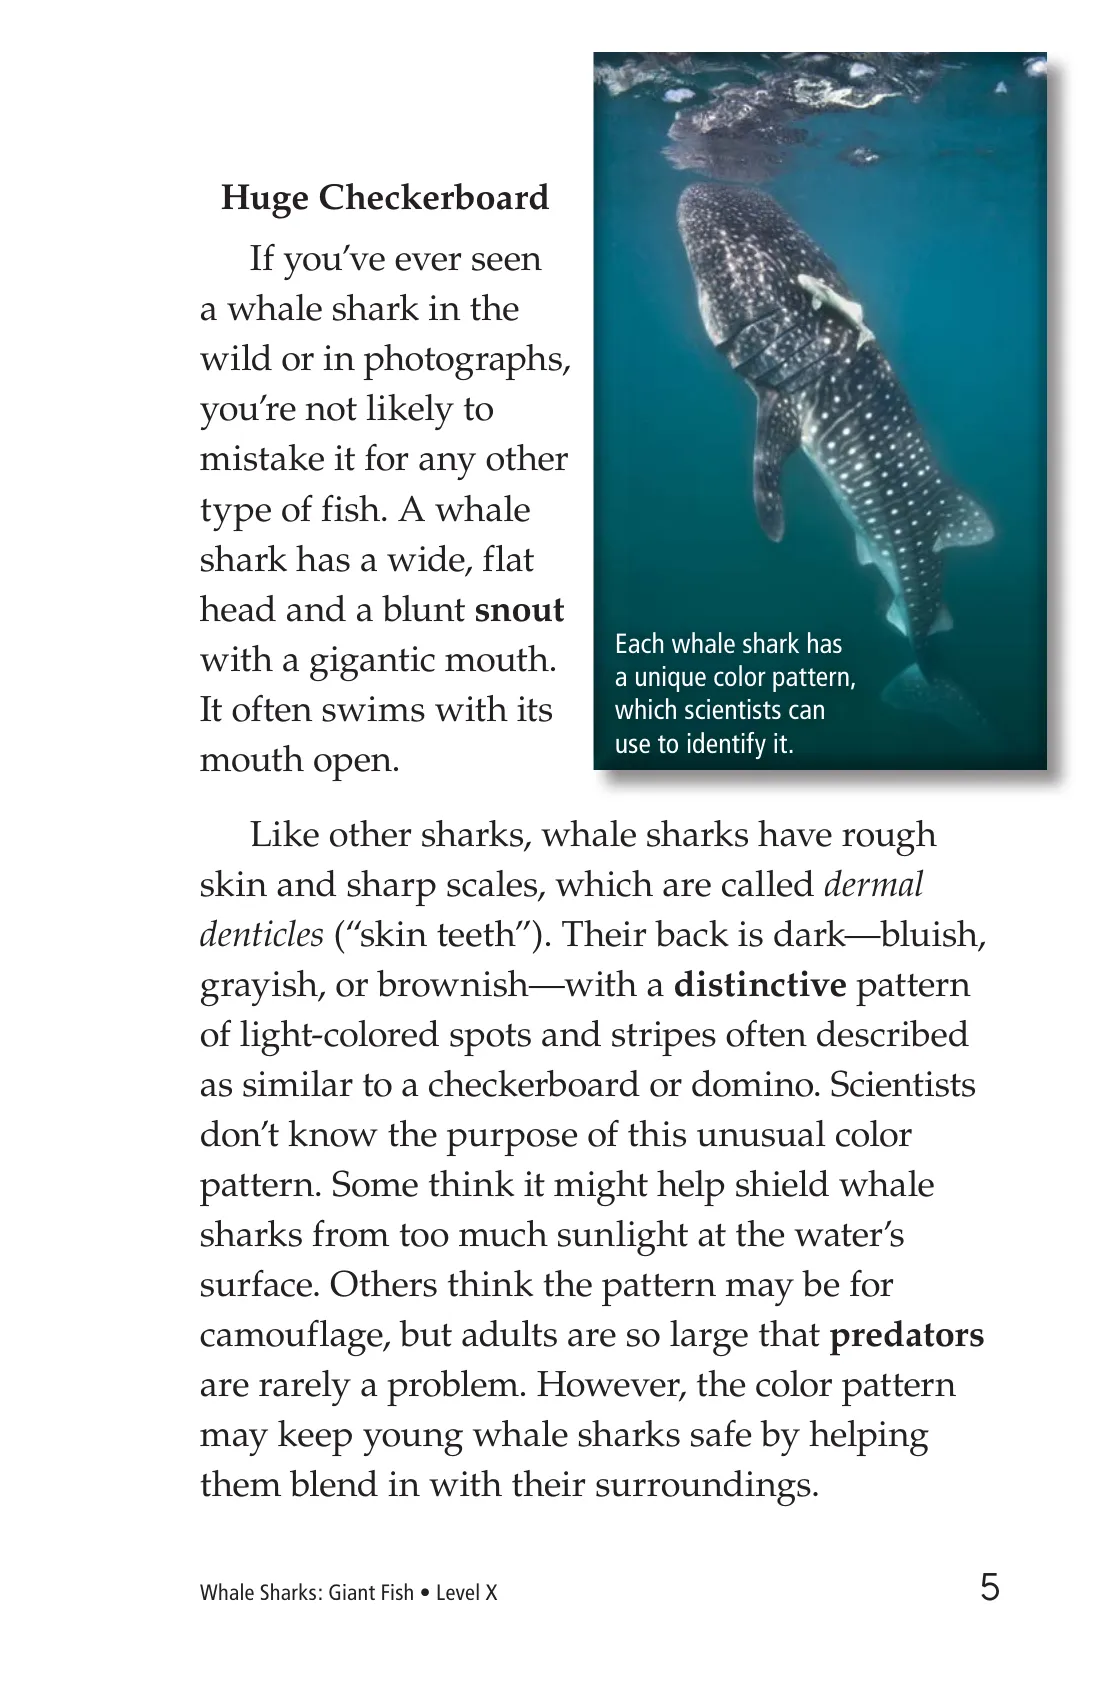 Huge Checkerboard
If you’ve ever seen
a whale shark in the
wild or in photographs,
you’re not likely to
mistake it for any other
type of fish. A whale
shark has a wide, flat
head and a blunt snout
with a gigantic mouth.
It often swims with its
mouth open.
Each whale shark has
a unique color pattern,
which scientists can
use to identify it.
Like other sharks, whale sharks have rough
skin and sharp scales, which are called dermal
denticles (“skin teeth”). Their back is dark—bluish,
grayish, or brownish—with a distinctive pattern
of light-colored spots and stripes often described
as similar to a checkerboard or domino. Scientists
don’t know the purpose of this unusual color
pattern. Some think it might help shield whale
sharks from too much sunlight at the water’s
surface. Others think the pattern may be for
camouflage, but adults are so large that predators
are rarely a problem. However, the color pattern
may keep young whale sharks safe by helping
them blend in with their surroundings.
Whale Sharks: Giant Fish • Level X
5